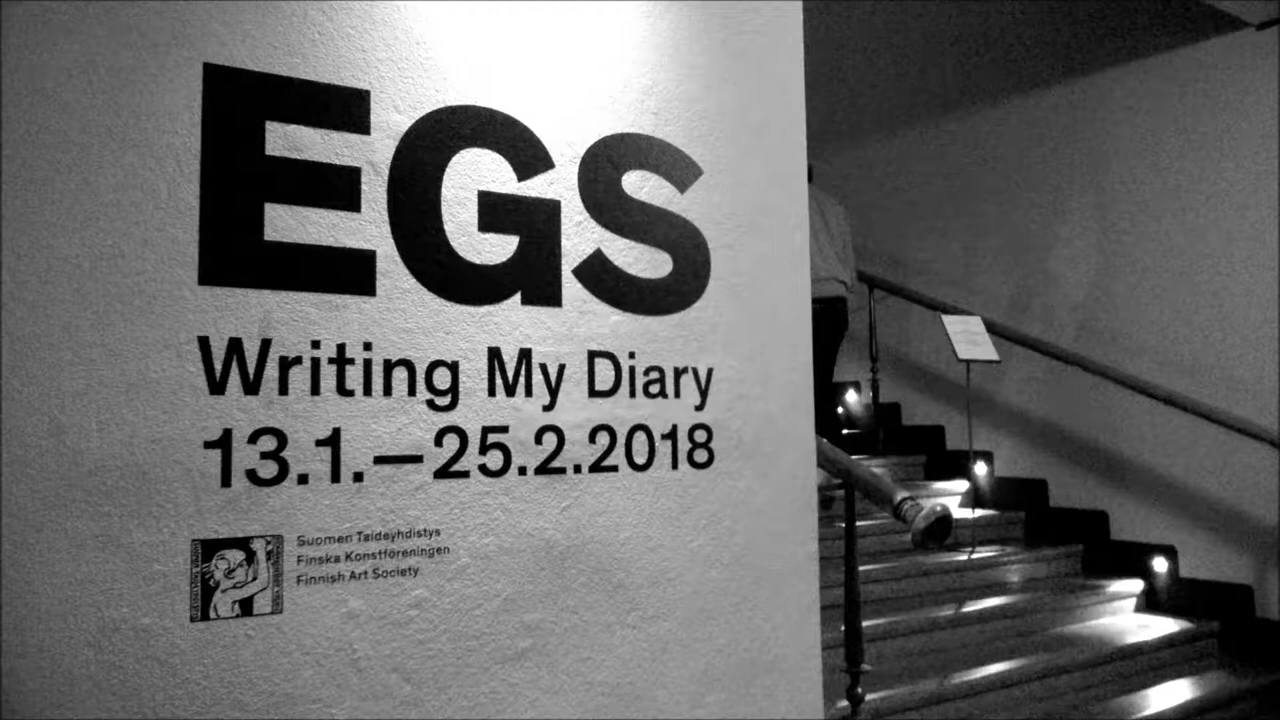 EGS
Writing My Diary
13.1.—25.2.2018
Suomen Taideyhdistys
Finska Konstföreningen
Finnish Art Society